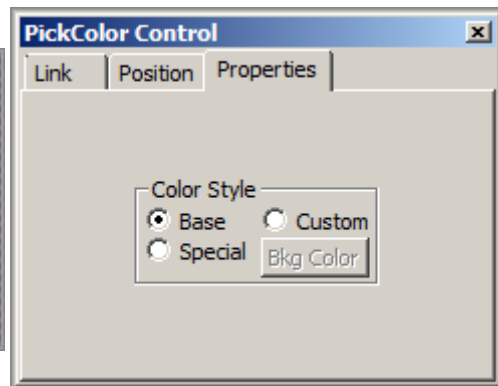 PickColor Control
Link Position Properties
Color Style
Base Custom
Special Bkg Color